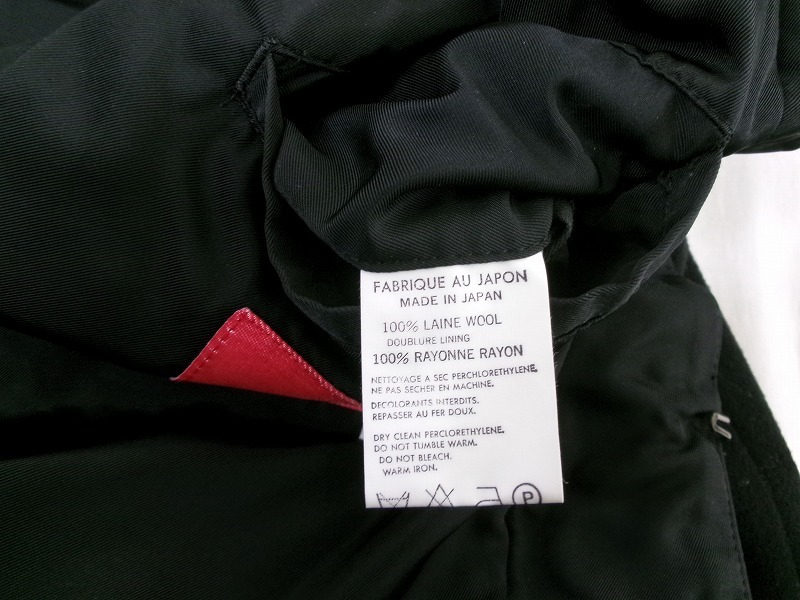 FABRIQUE AU JAPON
MADE IN JAPAN
100% LAINE WOOL
DOUBLURE LINING
100% RAYONNE RAYON
NETTOYAGE A SEC PERCHLORETHYLENE.
NE PAS SECHER EN MACHINE.
DECOLORANTS INTERDITS.
REPASSER AU FER DOUX.
DRY CLEAN PERCLORETHYLENE.
DO NOT TUMBLE WARM.
DO NOT BLEACH.
WARM IRON.
P